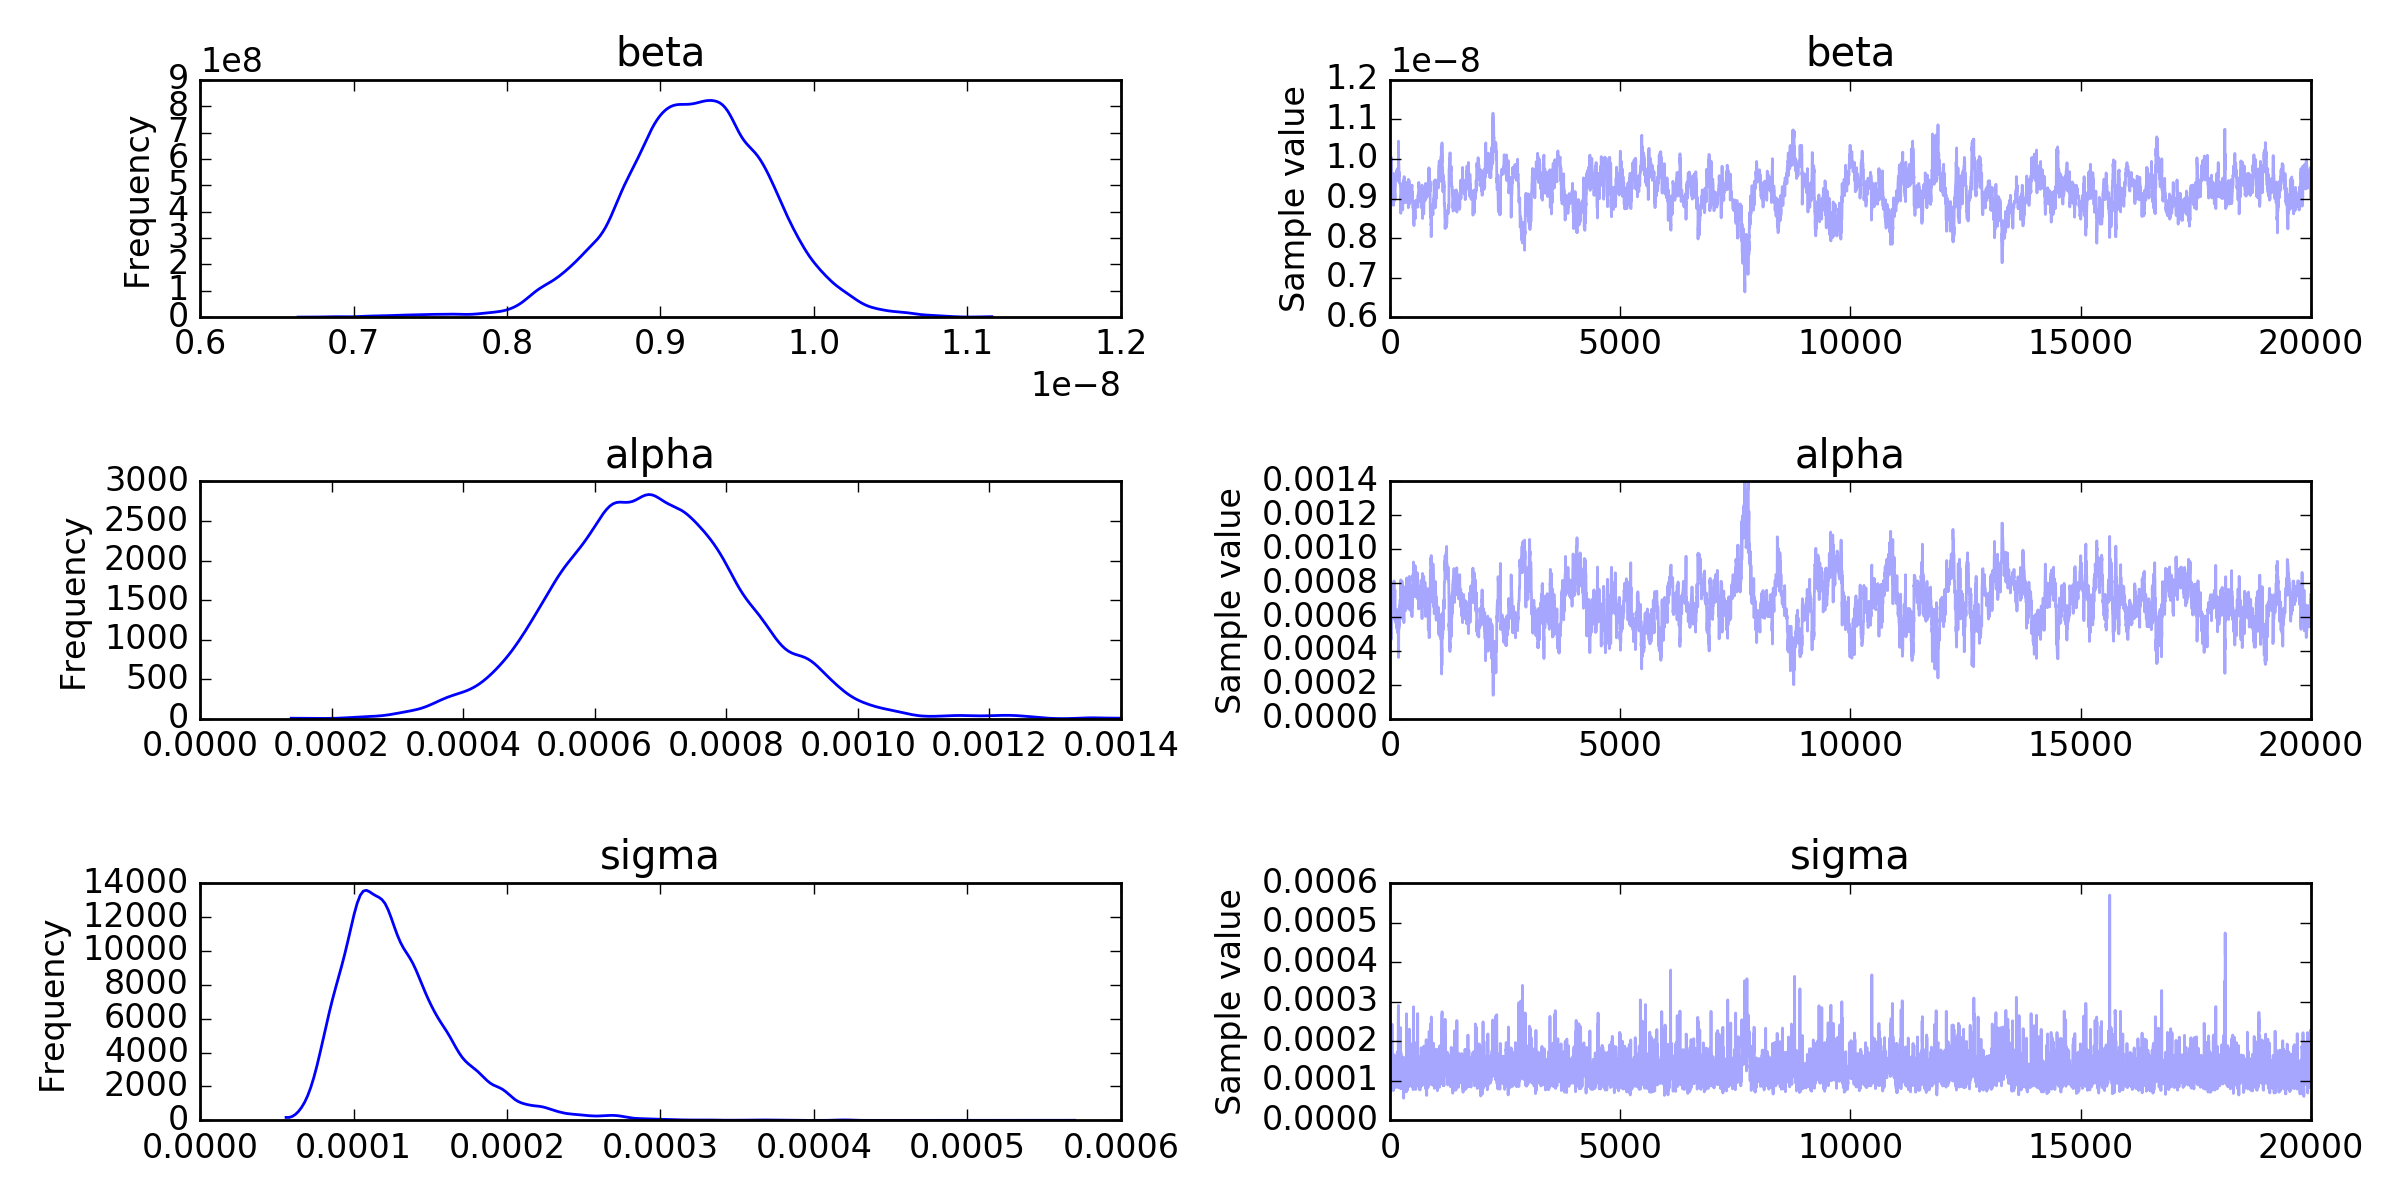 beta
1e8
Frequency
9
8
7
6
5
4
3
2
1
0
0.6 0.7 0.8 0.9 1.0 1.1 1.2
1e−8
beta
1e−8
Sample value
1.2
1.1
1.0
0.9
0.8
0.7
0.6
0 5000 10000 15000 20000
alpha
Frequency
3000
2500
2000
1500
1000
500
0
0.0000 0.0002 0.0004 0.0006 0.0008 0.0010 0.0012 0.0014
alpha
Sample value
0.0014
0.0012
0.0010
0.0008
0.0006
0.0004
0.0002
0.0000
0 5000 10000 15000 20000
sigma
Frequency
14000
12000
10000
8000
6000
4000
2000
0
0.0000 0.0001 0.0002 0.0003 0.0004 0.0005 0.0006
sigma
Sample value
0.0006
0.0005
0.0004
0.0003
0.0002
0.0001
0.0000
0 5000 10000 15000 20000